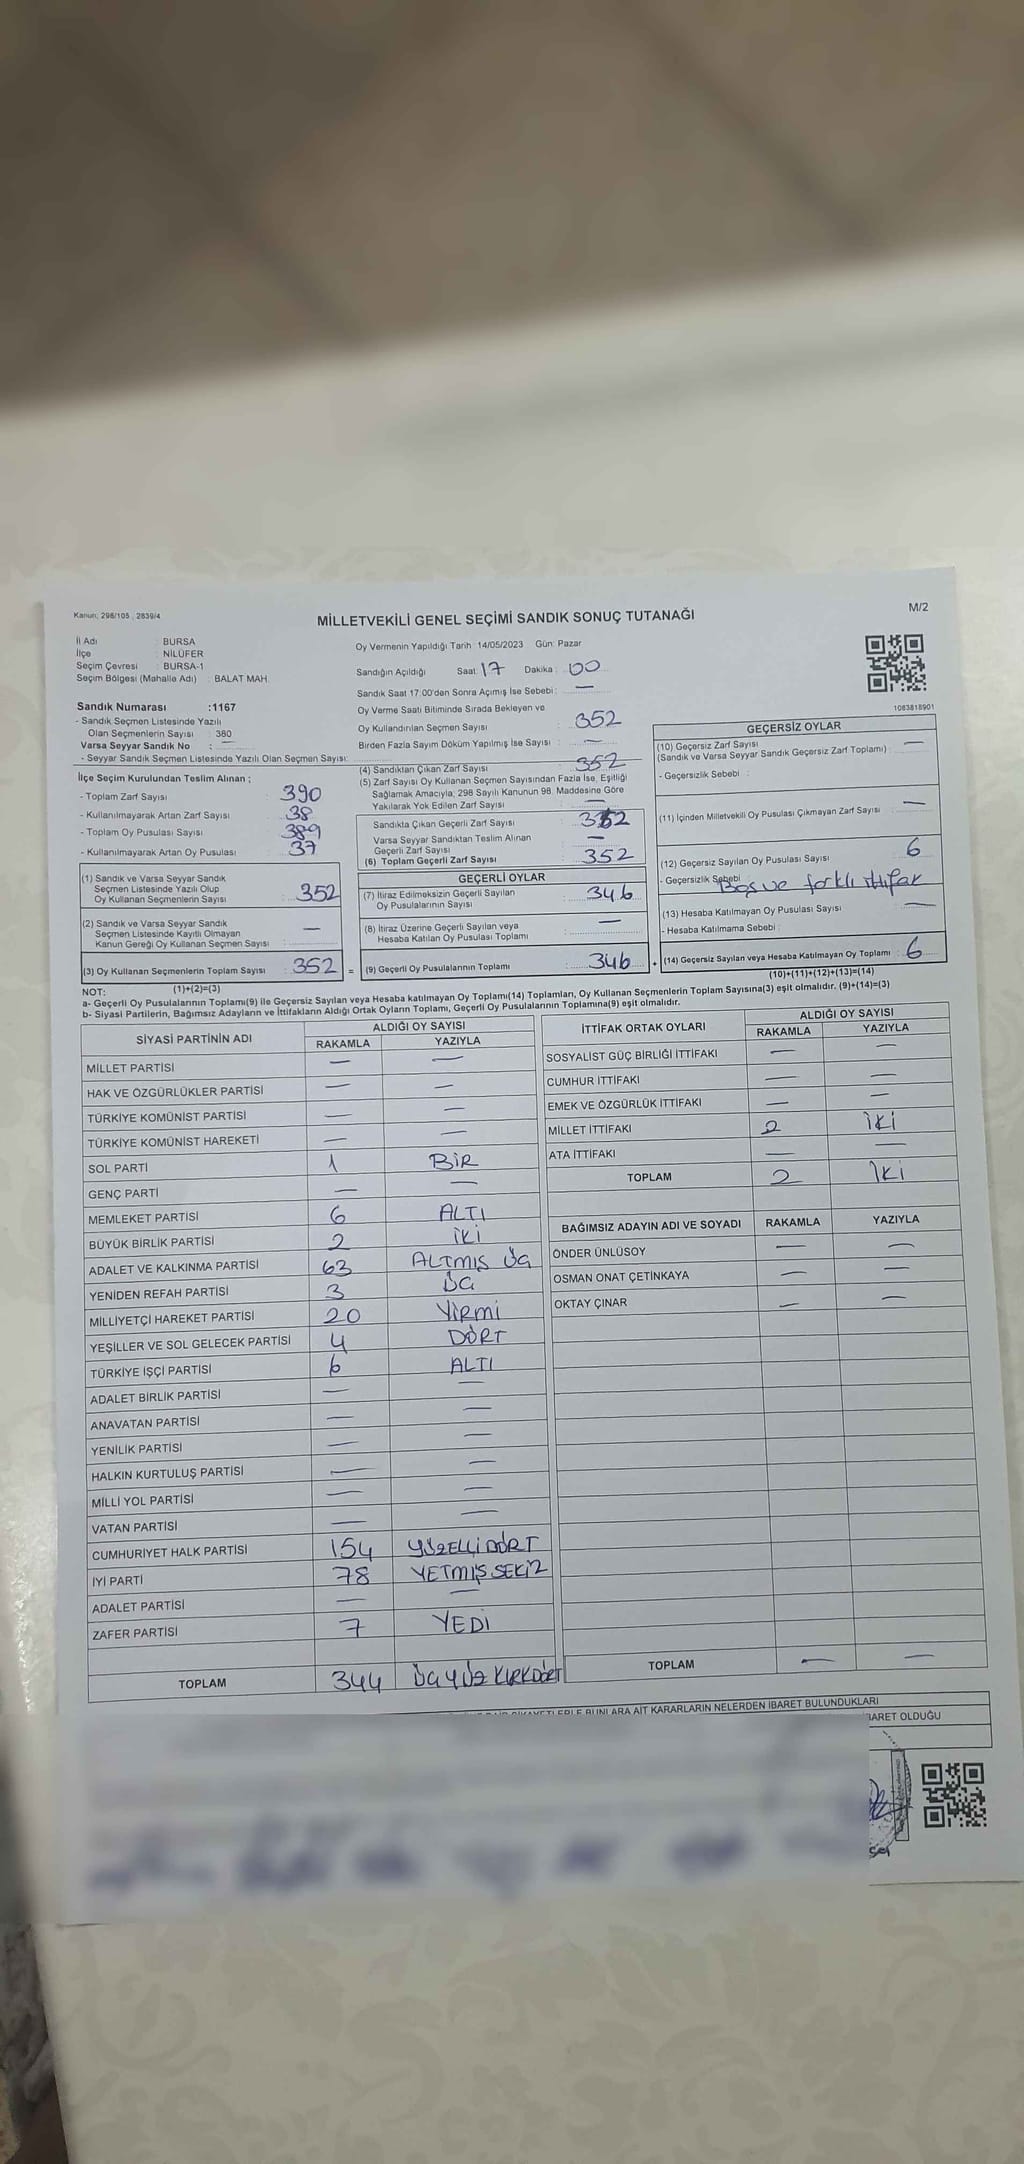 Kanun: 298/105 , 2839/4
MİLLETVEKİLİ GENEL SEÇİMİ SANDIK SONUÇ TUTANAĞI
M/2
İl Adı : BURSA
İlçe : NİLÜFER
Seçim Çevresi : BURSA-1
Seçim Bölgesi (Mahalle Adı) : BALAT MAH.
Sandık Numarası :1167
- Sandık Seçmen Listesinde Yazılı
Olan Seçmenlerin Sayısı : 380
Varsa Seyyar Sandık No : —
- Seyyar Sandık Seçmen Listesinde Yazılı Olan Seçmen Sayısı:
Oy Vermenin Yapıldığı Tarih 14/05/2023 Gün: Pazar
Sandığın Açıldığı Saat: 17 Dakika : 00
Sandık Saat 17:00'den Sonra Açımış İse Sebebi : —
Oy Verme Saati Bitiminde Sırada Bekleyen ve
Oy Kullandırılan Seçmen Sayısı : 352
Birden Fazla Sayım Döküm Yapılmış İse Sayısı : —
1083818901
İlçe Seçim Kurulundan Teslim Alınan ;
- Toplam Zarf Sayısı : 390
- Kullanılmayarak Artan Zarf Sayısı : 38
- Toplam Oy Pusulası Sayısı : 389
- Kullanılmayarak Artan Oy Pusulası : 37
(1) Sandık ve Varsa Seyyar Sandık
Seçmen Listesinde Yazılı Olup
Oy Kullanan Seçmenlerin Sayısı : 352
(2) Sandık ve Varsa Seyyar Sandık
Seçmen Listesinde Kayıtlı Olmayan
Kanun Gereği Oy Kullanan Seçmen Sayısı : —
(3) Oy Kullanan Seçmenlerin Toplam Sayısı : 352 =
(1)+(2)=(3)
(4) Sandıktan Çıkan Zarf Sayısı : 352
(5) Zarf Sayısı Oy Kullanan Seçmen Sayısından Fazla İse, Eşitliği
Sağlamak Amacıyla, 298 Sayılı Kanunun 98. Maddesine Göre
Yakılarak Yok Edilen Zarf Sayısı : —
Sandıkta Çıkan Geçerli Zarf Sayısı : 352
Varsa Seyyar Sandıktan Teslim Alınan
Geçerli Zarf Sayısı : —
(6) Toplam Geçerli Zarf Sayısı : 352
GEÇERLİ OYLAR
(7) İtiraz Edilmeksizin Geçerli Sayılan
Oy Pusulalarının Sayısı : 346
(8) İtiraz Üzerine Geçerli Sayılan veya
Hesaba Katılan Oy Pusulası Toplamı : —
(9) Geçerli Oy Pusulalarının Toplamı : 346 +
GEÇERSİZ OYLAR
(10) Geçersiz Zarf Sayısı —
(Sandık ve Varsa Seyyar Sandık Geçersiz Zarf Toplamı) :
- Geçersizlik Sebebi :
(11) İçinden Milletvekili Oy Pusulası Çıkmayan Zarf Sayısı : —
(12) Geçersiz Sayılan Oy Pusulası Sayısı : 6
- Geçersizlik Sebebi : Boş ve farklı ittifak
(13) Hesaba Katılmayan Oy Pusulası Sayısı : —
- Hesaba Katılmama Sebebi :
(14) Geçersiz Sayılan veya Hesaba Katılmayan Oy Toplamı : 6
(10)+(11)+(12)+(13)=(14)
NOT:
a- Geçerli Oy Pusulalarının Toplamı(9) ile Geçersiz Sayılan veya Hesaba katılmayan Oy Toplamı(14) Toplamları, Oy Kullanan Seçmenlerin Toplam Sayısına(3) eşit olmalıdır. (9)+(14)=(3)
b- Siyasi Partilerin, Bağımsız Adayların ve İttifakların Aldığı Ortak Oyların Toplamı, Geçerli Oy Pusulalarının Toplamına(9) eşit olmalıdır.
SİYASİ PARTİNİN ADI ALDIĞI OY SAYISI
RAKAMLA YAZIYLA
MİLLET PARTİSİ — —
HAK VE ÖZGÜRLÜKLER PARTİSİ — —
TÜRKİYE KOMÜNİST PARTİSİ — —
TÜRKİYE KOMÜNİST HAREKETİ — —
SOL PARTİ 1 BİR
GENÇ PARTİ — —
MEMLEKET PARTİSİ 6 ALTI
BÜYÜK BİRLİK PARTİSİ 2 İKİ
ADALET VE KALKINMA PARTİSİ 63 ALTMIŞ ÜÇ
YENİDEN REFAH PARTİSİ 3 ÜÇ
MİLLİYETÇİ HAREKET PARTİSİ 20 YİRMİ
YEŞİLLER VE SOL GELECEK PARTİSİ 4 DÖRT
TÜRKİYE İŞÇİ PARTİSİ 6 ALTI
ADALET BİRLİK PARTİSİ — —
ANAVATAN PARTİSİ — —
YENİLİK PARTİSİ — —
HALKIN KURTULUŞ PARTİSİ — —
MİLLİ YOL PARTİSİ — —
VATAN PARTİSİ — —
CUMHURİYET HALK PARTİSİ 154 YÜZELLİDÖRT
İYİ PARTİ 78 YETMİŞ SEKİZ
ADALET PARTİSİ — —
ZAFER PARTİSİ 7 YEDİ
TOPLAM 344 ÜÇ YÜZ KIRKDÖRT
İTTİFAK ORTAK OYLARI ALDIĞI OY SAYISI
RAKAMLA YAZIYLA
SOSYALİST GÜÇ BİRLİĞİ İTTİFAKI — —
CUMHUR İTTİFAKI — —
EMEK VE ÖZGÜRLÜK İTTİFAKI — —
MİLLET İTTİFAKI 2 İKİ
ATA İTTİFAKI — —
TOPLAM 2 İKİ
BAĞIMSIZ ADAYIN ADI VE SOYADI RAKAMLA YAZIYLA
ÖNDER ÜNLÜSOY — —
OSMAN ONAT ÇETİNKAYA — —
OKTAY ÇINAR — —
TOPLAM — —
BUNLARA AİT KARARLARIN NELERDEN İBARET BULUNDUKLARI
İBARET OLDUĞU